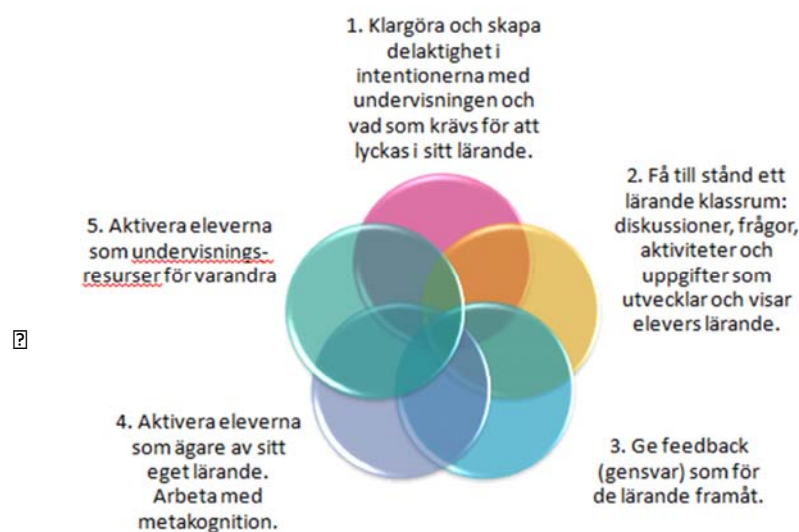 1. Klargöra och skapa
delaktighet i
intentionerna med
undervisningen och
vad som krävs för att
lyckas i sitt lärande.
2. Få till stånd ett
lärande klassrum:
diskussioner, frågor,
aktiviteter och
uppgifter som
utvecklar och visar
elevers lärande.
3. Ge feedback
(gensvar) som för
de lärande framåt.
4. Aktivera eleverna
som ägare av sitt
eget lärande.
Arbeta med
metakognition.
5. Aktivera eleverna
som undervisnings-
resurser för varandra